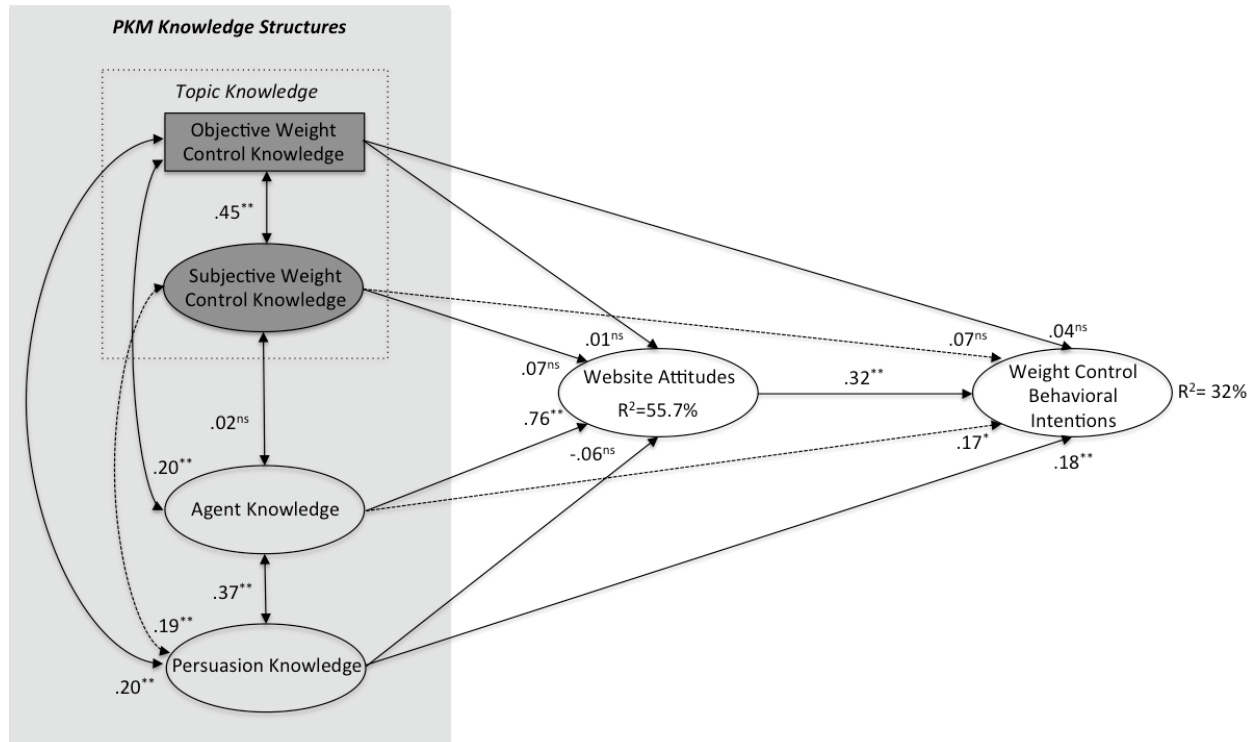 PKM Knowledge Structures
Topic Knowledge
Objective Weight
Control Knowledge
.45**
Subjective Weight
Control Knowledge
.02ns
.20**
Agent Knowledge
.37**
.19**
Persuasion Knowledge
.20**
.01ns
.07ns
Website Attitudes
R2=55.7%
.76**
-.06ns
.32**
.07ns
.04ns
Weight Control
Behavioral
Intentions
R2= 32%
.17*
.18**